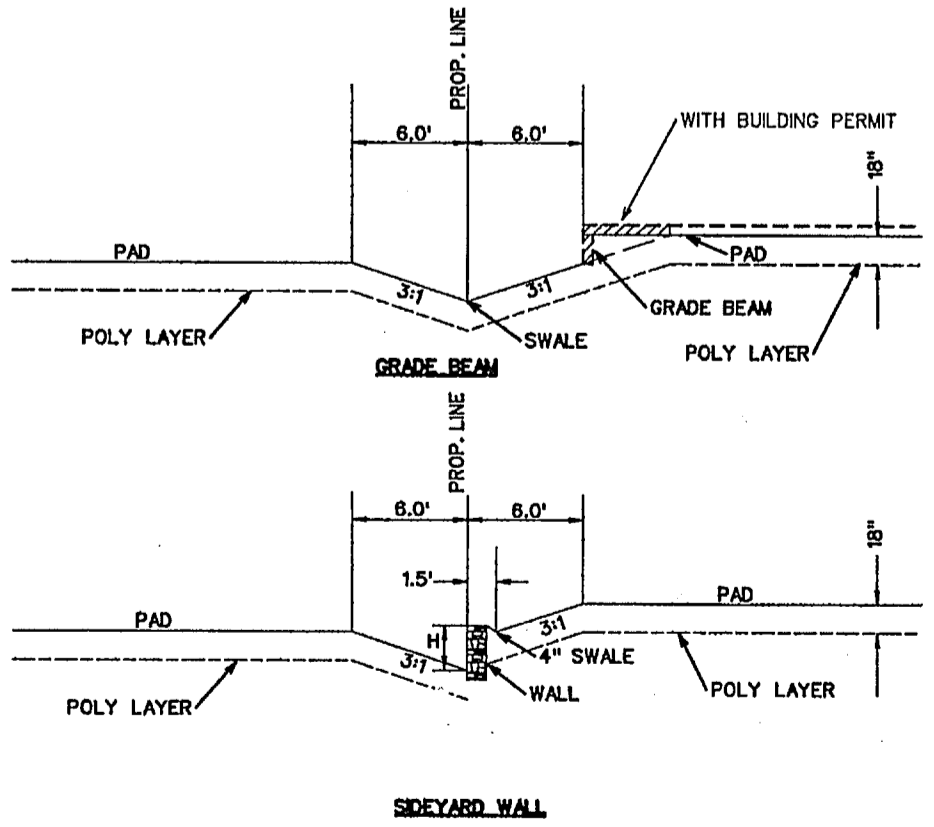 PROP. LINE
6.0'
6.0'
WITH BUILDING PERMIT
18"
PAD
PAD
3:1
3:1
GRADE BEAM
POLY LAYER
SWALE
POLY LAYER
GRADE BEAM
PROP. LINE
6.0'
6.0'
18"
1.5'
PAD
PAD
H
3:1
3:1
4" SWALE
WALL
POLY LAYER
POLY LAYER
SIDEYARD WALL